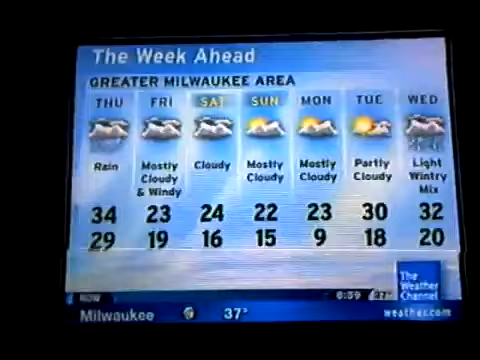 The Week Ahead
GREATER MILWAUKEE AREA
THU FRI SAT SUN MON TUE WED
Rain
Mostly Cloudy & Windy
Cloudy
Mostly Cloudy
Mostly Cloudy
Partly Cloudy
Light Wintry Mix
34 23 24 22 23 30 32
29 19 16 15 9 18 20
The
Weather
Channel
NOW
6:59
37°
Milwaukee 37°
weather.com